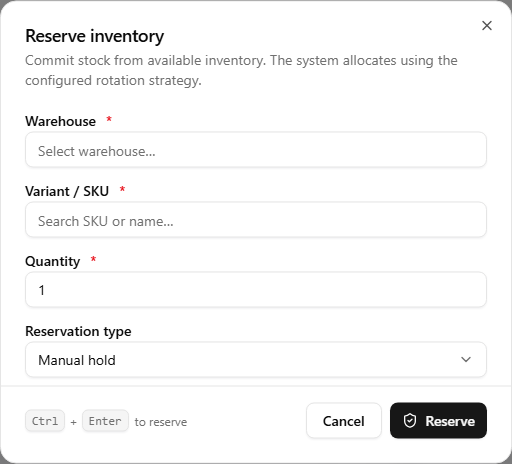 Reserve inventory
Commit stock from available inventory. The system allocates using the
configured rotation strategy.
Warehouse *
Select warehouse...
Variant / SKU *
Search SKU or name...
Quantity *
1
Reservation type
Manual hold
Ctrl + Enter to reserve
Cancel
Reserve